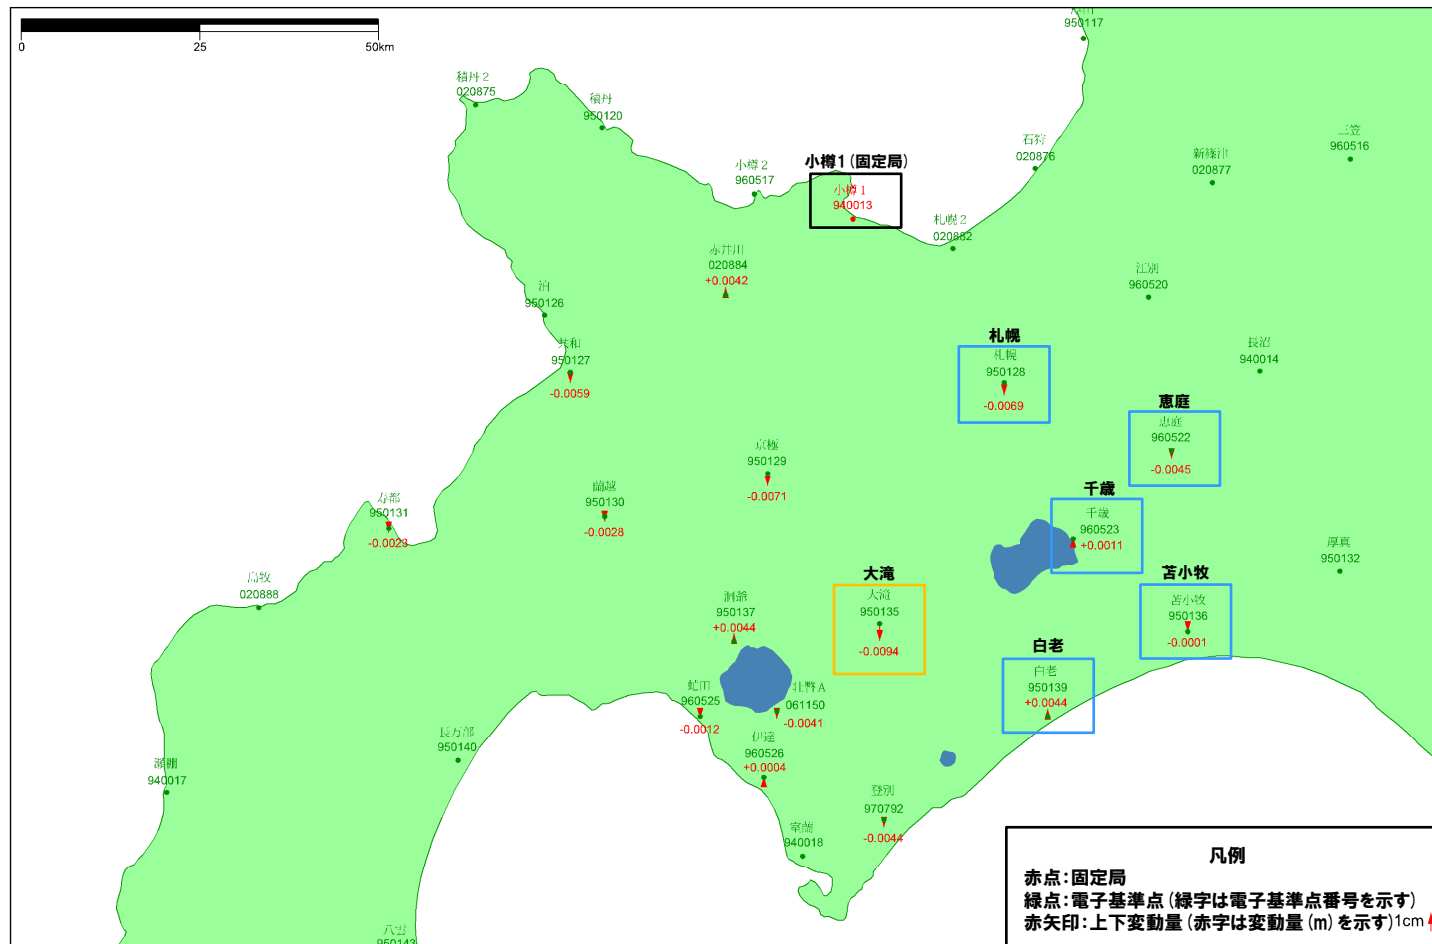 0
25
50km
950117
積丹２
020875
積丹
950120
小樽２
960517
小樽1（固定局）
小樽１
940013
石狩
020876
新篠津
020877
三笠
960516
札幌２
020882
赤井川
020884
+0.0042
江別
960520
泊
950126
共和
950127
-0.0059
札幌
札幌
950128
-0.0069
長沼
940014
恵庭
恵庭
960522
-0.0045
京極
950129
-0.0071
蘭越
950130
-0.0028
寿都
950131
-0.0023
千歳
千歳
960523
+0.0011
厚真
950132
島牧
020888
洞爺
950137
+0.0044
大滝
大滝
950135
-0.0094
苫小牧
苫小牧
950136
-0.0001
白老
白老
950139
+0.0044
虻田
960525
-0.0012
壮瞥Ａ
061150
-0.0041
伊達
960526
+0.0004
長万部
950140
瀬棚
940017
登別
970792
-0.0044
室蘭
940018
八雲
950143
凡例
赤点：固定局
緑点：電子基準点（緑字は電子基準点番号を示す）
赤矢印：上下変動量（赤字は変動量（m）を示す）1cm